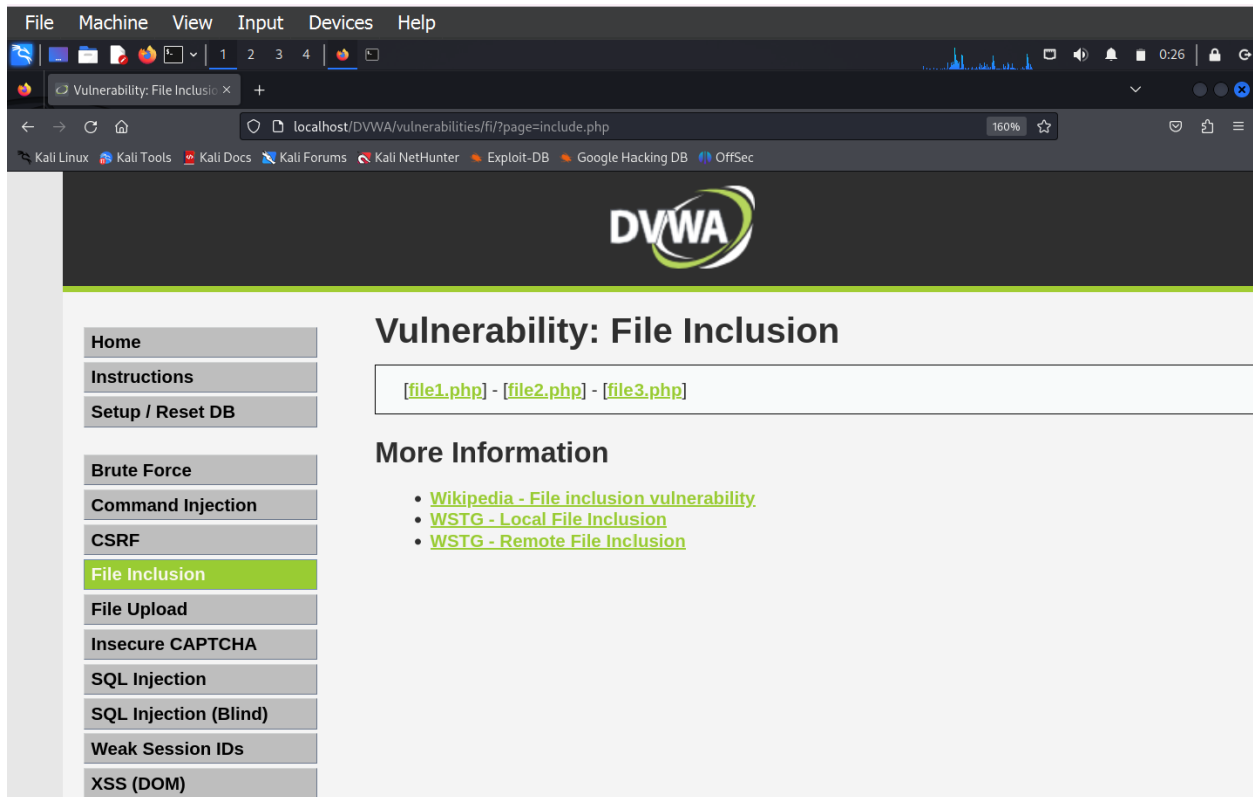 File Machine View Input Devices Help
1 2 3 4 0:26
Vulnerability: File Inclusio
localhost/DVWA/vulnerabilities/fi/?page=include.php 160%
Kali Linux Kali Tools Kali Docs Kali Forums Kali NetHunter Exploit-DB Google Hacking DB OffSec
DVWA
Vulnerability: File Inclusion
[file1.php] - [file2.php] - [file3.php]
More Information
Wikipedia - File inclusion vulnerability
WSTG - Local File Inclusion
WSTG - Remote File Inclusion
Home
Instructions
Setup / Reset DB
Brute Force
Command Injection
CSRF
File Inclusion
File Upload
Insecure CAPTCHA
SQL Injection
SQL Injection (Blind)
Weak Session IDs
XSS (DOM)